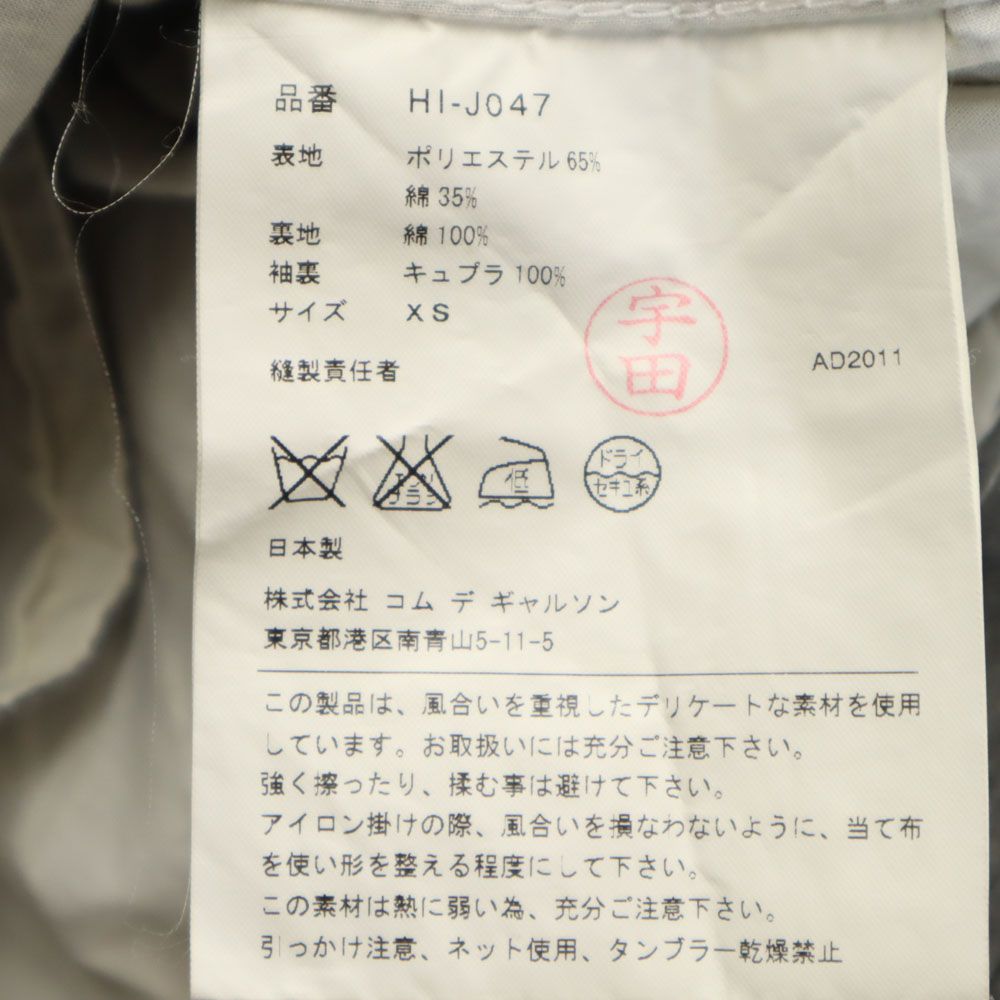 品番 HI-J047
表地 ポリエステル 65%
綿 35%
裏地 綿 100%
袖裏 キュプラ 100%
サイズ XS
宇田
縫製責任者
AD2011
エンソ
サラシ
低
ドライ
セキユ系
日本製
株式会社 コム デ ギャルソン
東京都港区南青山5-11-5
この製品は、風合いを重視したデリケートな素材を使用
しています。お取扱いには充分ご注意下さい。
強く擦ったり、揉む事は避けて下さい。
アイロン掛けの際、風合いを損なわないように、当て布
を使い形を整える程度にして下さい。
この素材は熱に弱い為、充分ご注意下さい。
引っかけ注意、ネット使用、タンブラー乾燥禁止